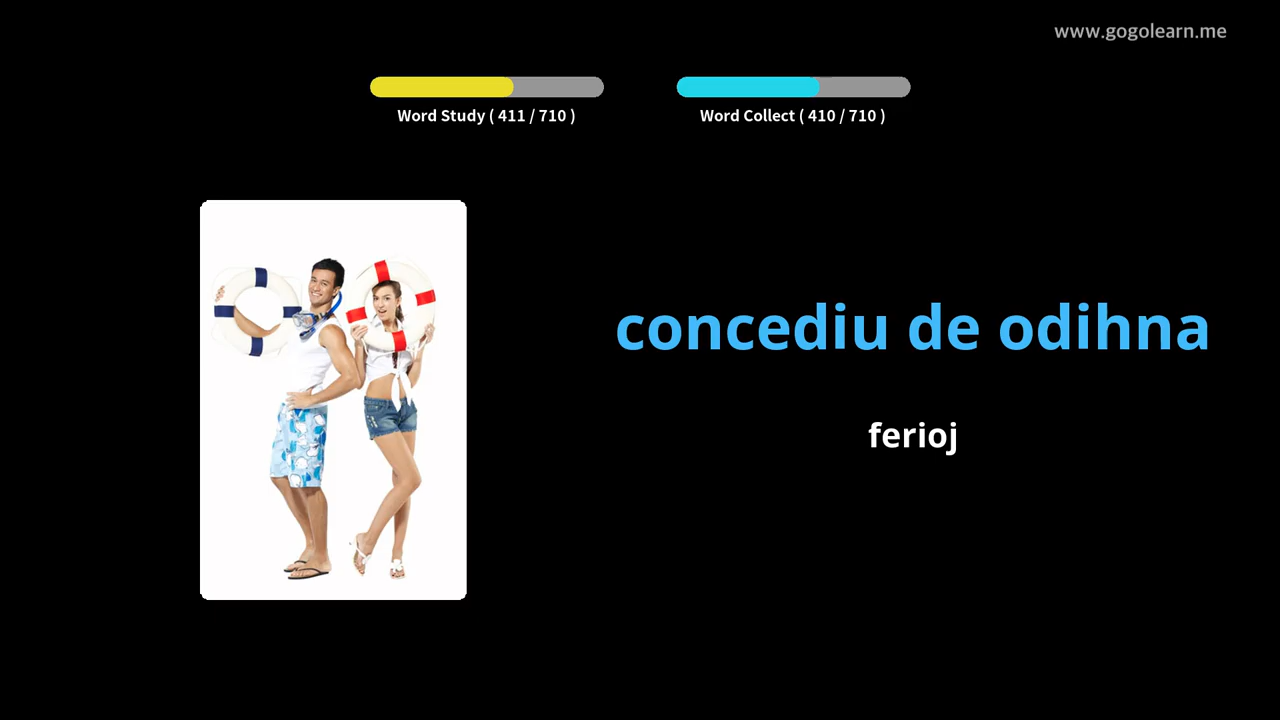 www.gogolearn.me
Word Study ( 411 / 710 )
Word Collect ( 410 / 710 )
concediu de odihna
ferioj